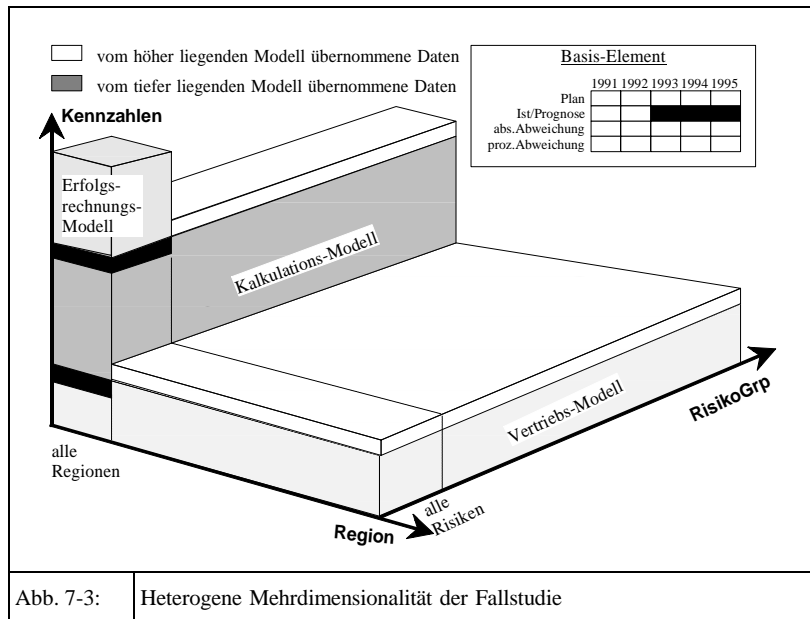 vom höher liegenden Modell übernommene Daten
vom tiefer liegenden Modell übernommene Daten
Basis-Element
1991 1992 1993 1994 1995
Plan
Ist/Prognose
abs.Abweichung
proz.Abweichung
Kennzahlen
Erfolgs-
rechnungs-
Modell
Kalkulations-Modell
Vertriebs-Modell
RisikoGrp
alle
Regionen
alle
Risiken
Region
Abb. 7-3: Heterogene Mehrdimensionalität der Fallstudie